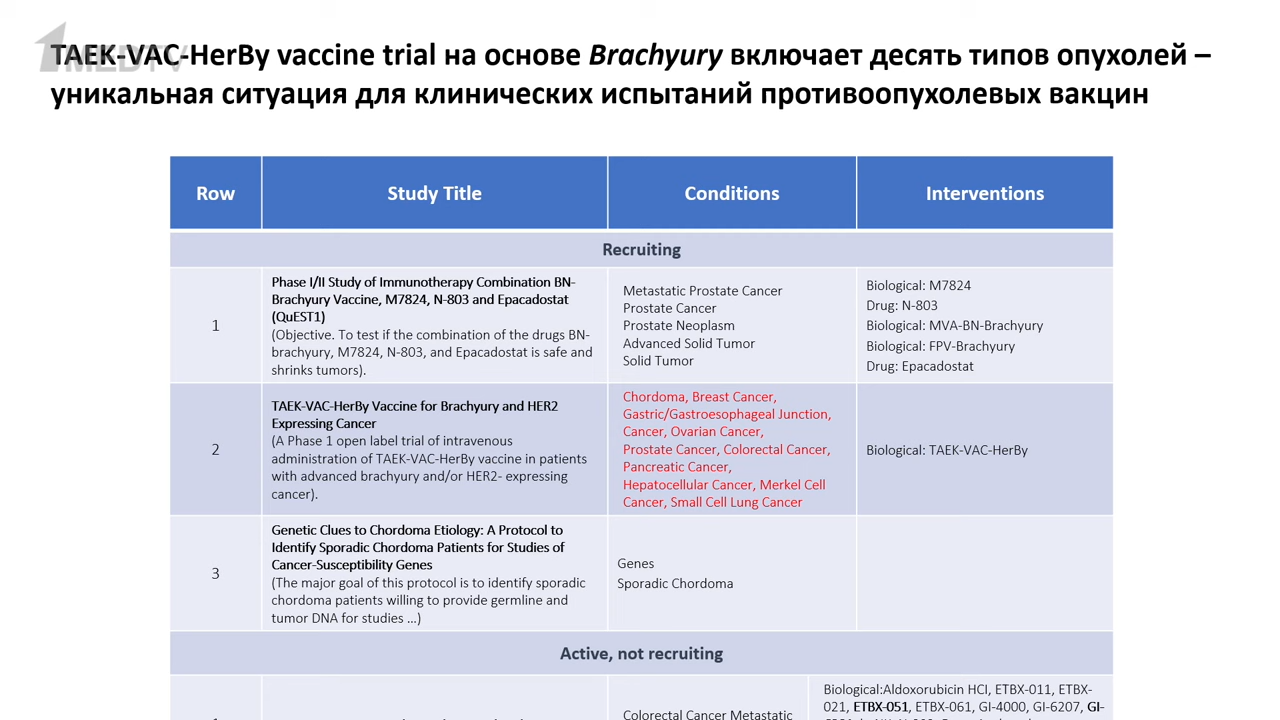 1MEDTV
TAEK-VAC-HerBy vaccine trial на основе Brachyury включает десять типов опухолей –
уникальная ситуация для клинических испытаний противоопухолевых вакцин
Row
Study Title
Conditions
Interventions
Recruiting
1
Phase I/II Study of Immunotherapy Combination BN-
Brachyury Vaccine, M7824, N-803 and Epacadostat
(QuEST1)
(Objective. To test if the combination of the drugs BN-
brachyury, M7824, N-803, and Epacadostat is safe and
shrinks tumors).
Metastatic Prostate Cancer
Prostate Cancer
Prostate Neoplasm
Advanced Solid Tumor
Solid Tumor
Biological: M7824
Drug: N-803
Biological: MVA-BN-Brachyury
Biological: FPV-Brachyury
Drug: Epacadostat
2
TAEK-VAC-HerBy Vaccine for Brachyury and HER2
Expressing Cancer
(A Phase 1 open label trial of intravenous
administration of TAEK-VAC-HerBy vaccine in patients
with advanced brachyury and/or HER2- expressing
cancer).
Chordoma, Breast Cancer,
Gastric/Gastroesophageal Junction,
Cancer, Ovarian Cancer,
Prostate Cancer, Colorectal Cancer,
Pancreatic Cancer,
Hepatocellular Cancer, Merkel Cell
Cancer, Small Cell Lung Cancer
Biological: TAEK-VAC-HerBy
3
Genetic Clues to Chordoma Etiology: A Protocol to
Identify Sporadic Chordoma Patients for Studies of
Cancer-Susceptibility Genes
(The major goal of this protocol is to identify sporadic
chordoma patients willing to provide germline and
tumor DNA for studies ...)
Genes
Sporadic Chordoma
Active, not recruiting
Colorectal Cancer Metastatic
Biological:Aldoxorubicin HCI, ETBX-011, ETBX-
021, ETBX-051, ETBX-061, GI-4000, GI-6207, GI-